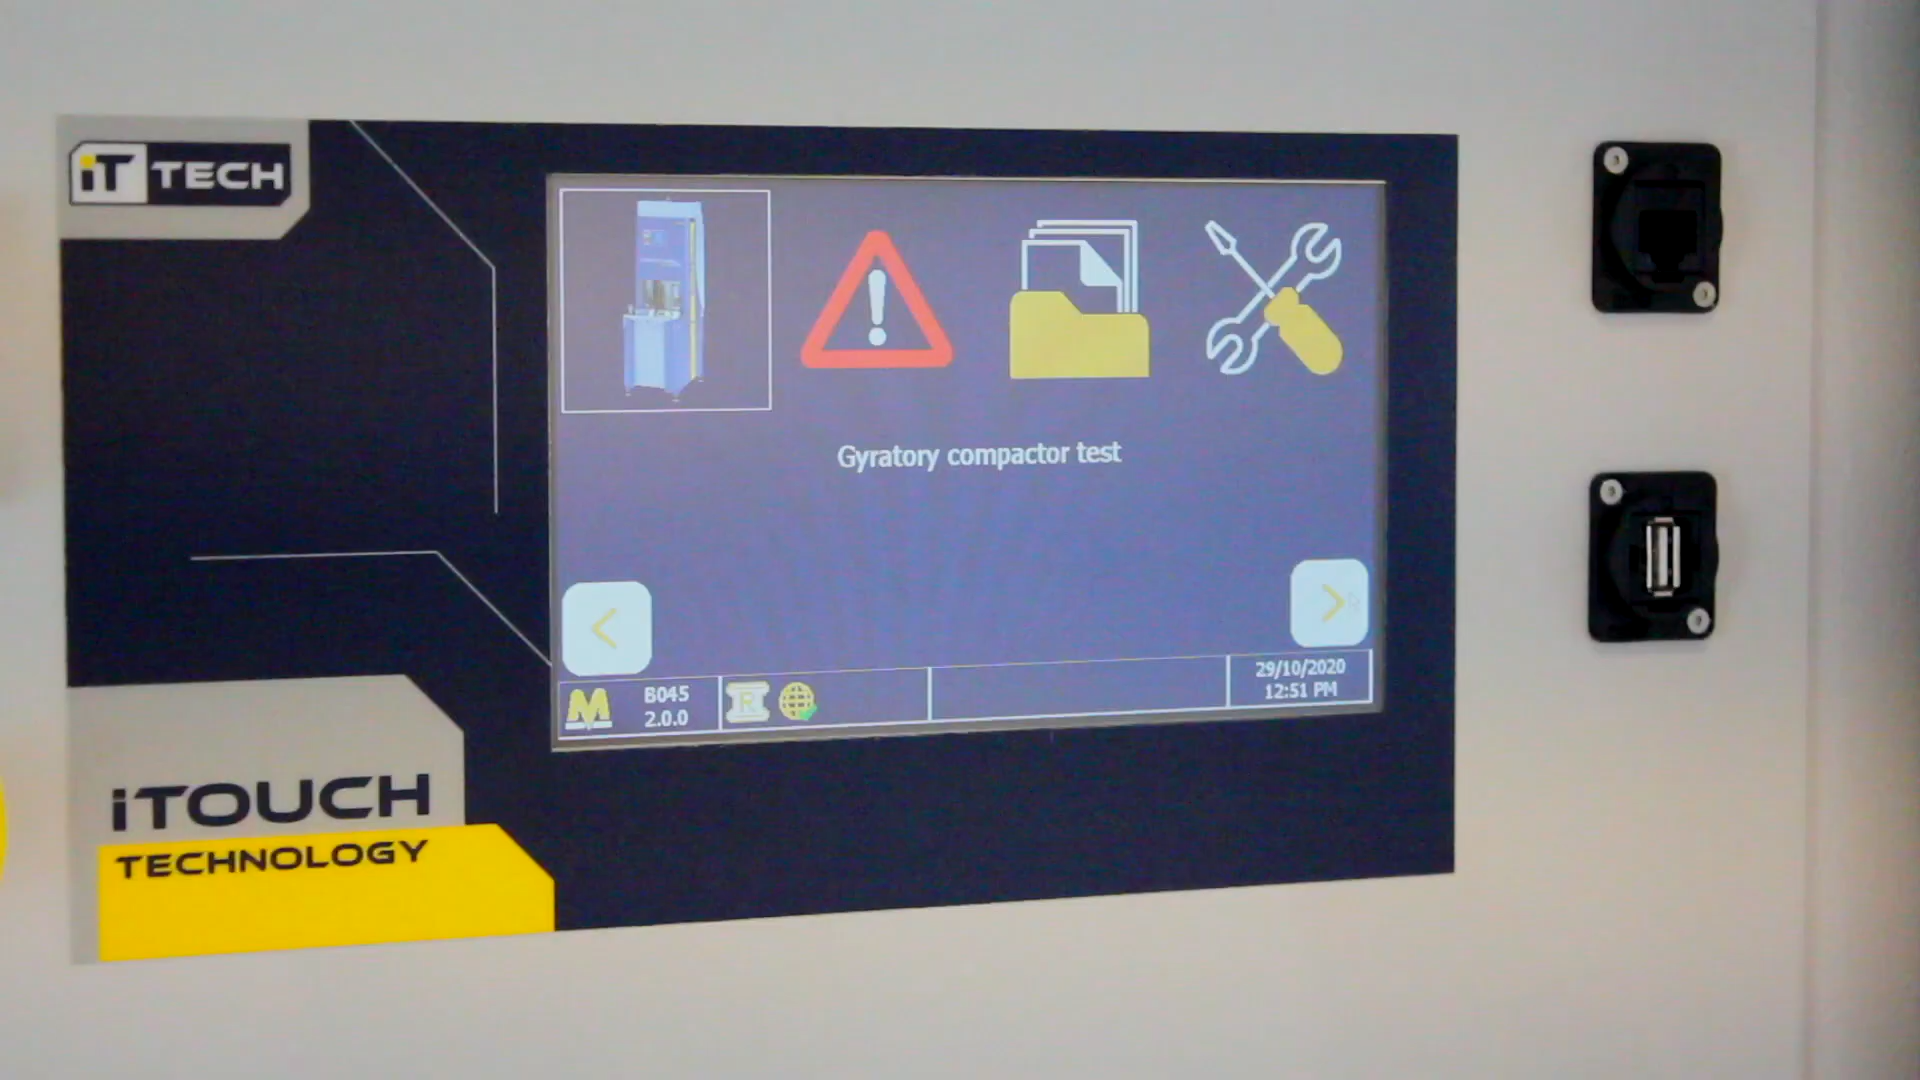 iT TECH
Gyratory compactor test
M
B045
2.0.0
R
29/10/2020
12:51 PM
iTOUCH
TECHNOLOGY